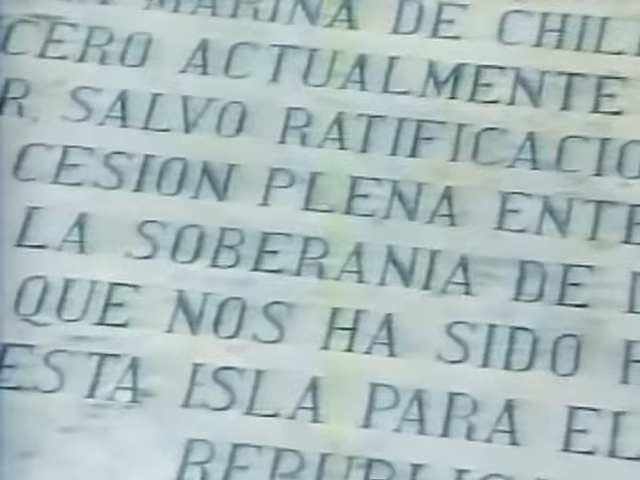 MARINA DE CHIL
CERO ACTUALMENTE
R. SALVO RATIFICACIO
CESION PLENA ENTE
LA SOBERANIA DE
QUE NOS HA SIDO
ESTA ISLA PARA EL
REPUBLIC